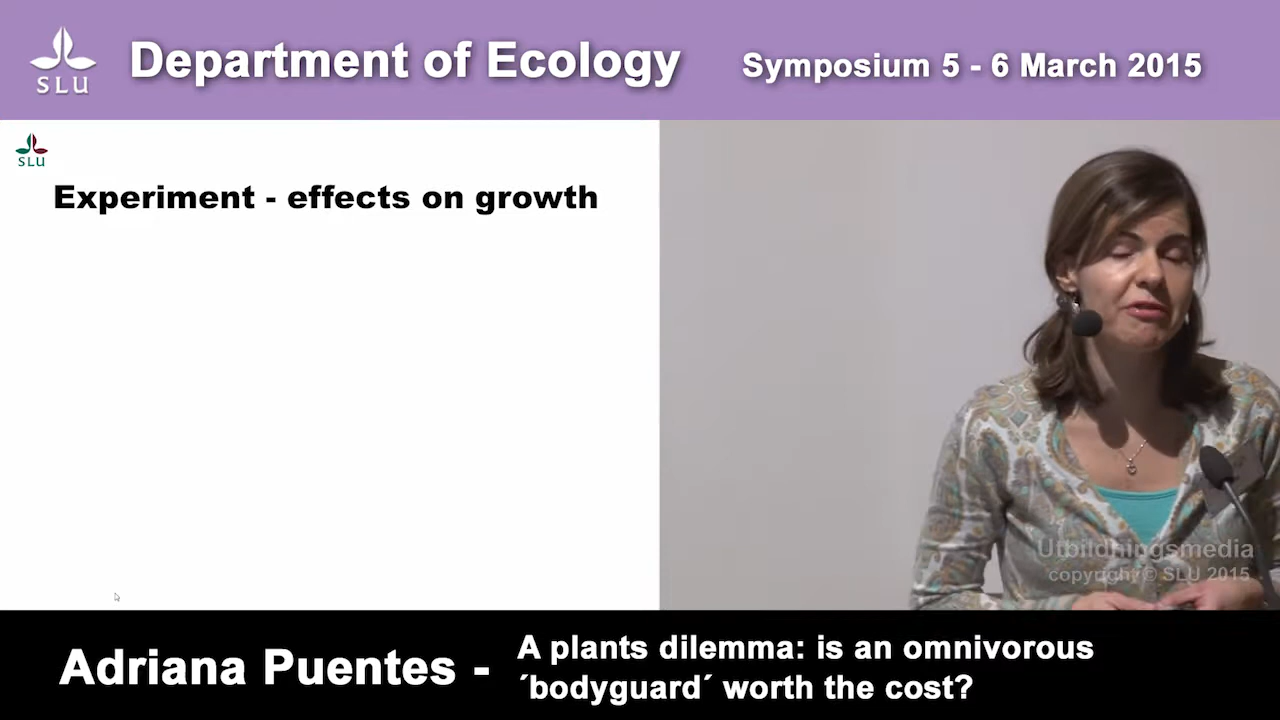 SLU
Department of Ecology
Symposium 5 - 6 March 2015
SLU
Experiment - effects on growth
Utbildningsmedia
copyright © SLU 2015
Adriana Puentes -
A plants dilemma: is an omnivorous
´bodyguard´ worth the cost?